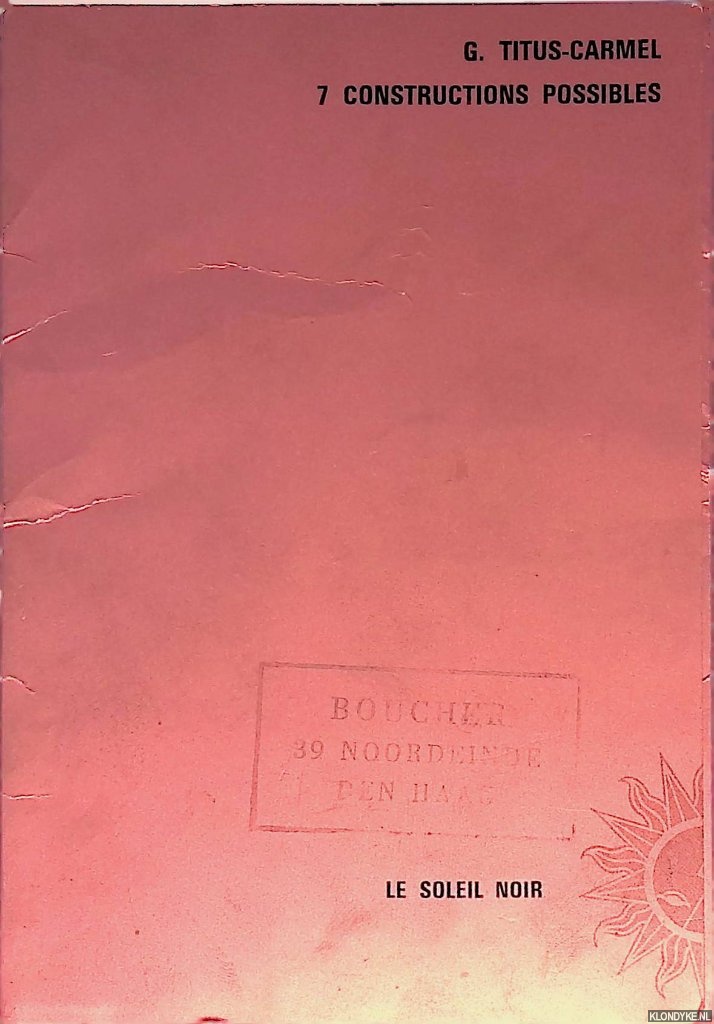 G. TITUS-CARMEL
7 CONSTRUCTIONS POSSIBLES
BOUCHER
39 NOORDEINDE
DEN HAAG
LE SOLEIL NOIR
KLONDYKE.NL